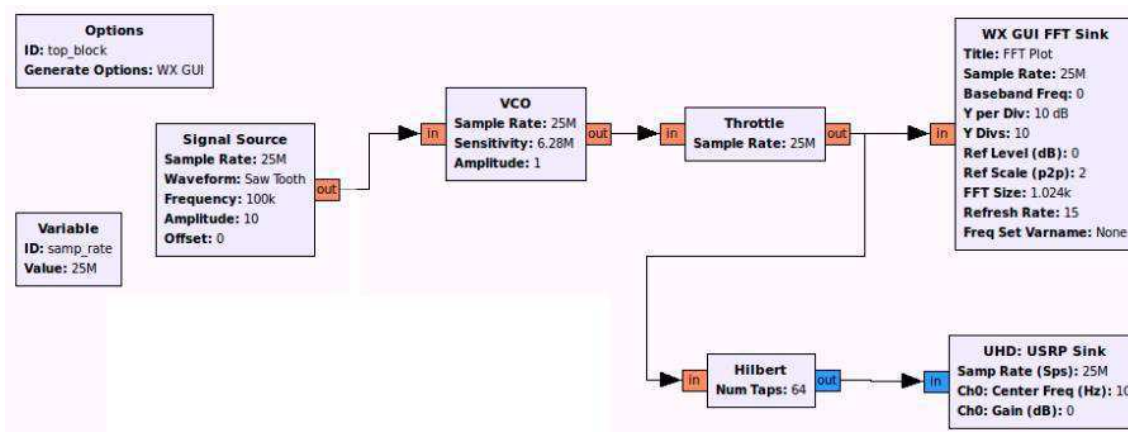 Options
ID: top_block
Generate Options: WX GUI
Variable
ID: samp_rate
Value: 25M
Signal Source
Sample Rate: 25M
Waveform: Saw Tooth
Frequency: 100k
Amplitude: 10
Offset: 0
out
in
VCO
Sample Rate: 25M
Sensitivity: 6.28M
Amplitude: 1
out
in
Throttle
Sample Rate: 25M
out
in
WX GUI FFT Sink
Title: FFT Plot
Sample Rate: 25M
Baseband Freq: 0
Y per Div: 10 dB
Y Divs: 10
Ref Level (dB): 0
Ref Scale (p2p): 2
FFT Size: 1.024k
Refresh Rate: 15
Freq Set Varname: None
in
Hilbert
Num Taps: 64
out
in
UHD: USRP Sink
Samp Rate (Sps): 25M
Ch0: Center Freq (Hz): 10
Ch0: Gain (dB): 0